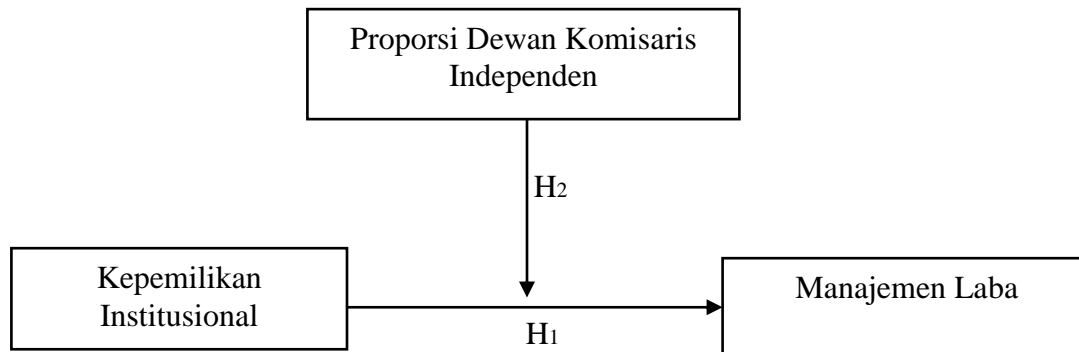 Proporsi Dewan Komisaris
Independen
H2
Kepemilikan
Institusional
Manajemen Laba
H1